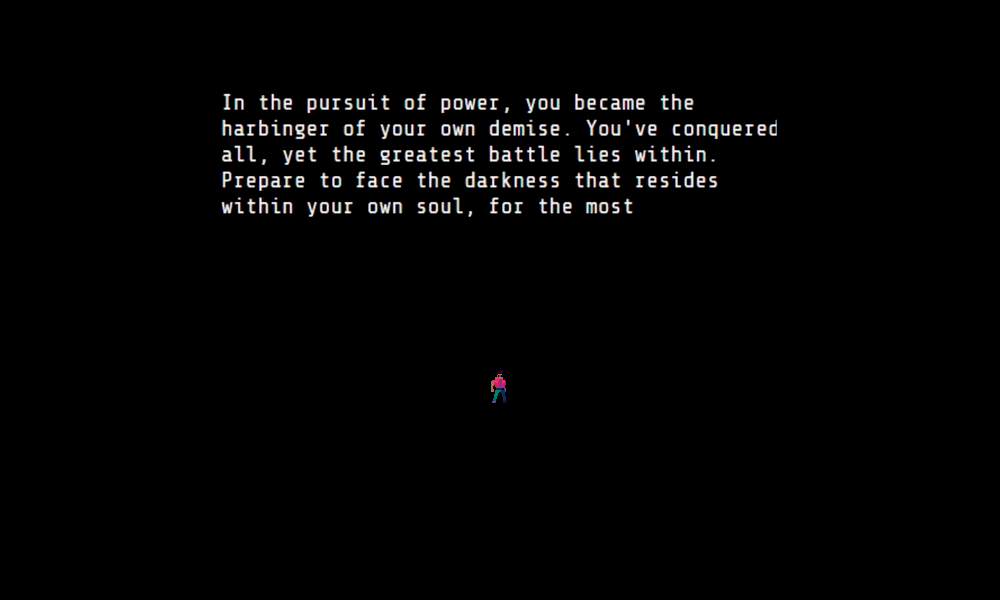 In the pursuit of power, you became the
harbinger of your own demise. You've conquered
all, yet the greatest battle lies within.
Prepare to face the darkness that resides
within your own soul, for the most